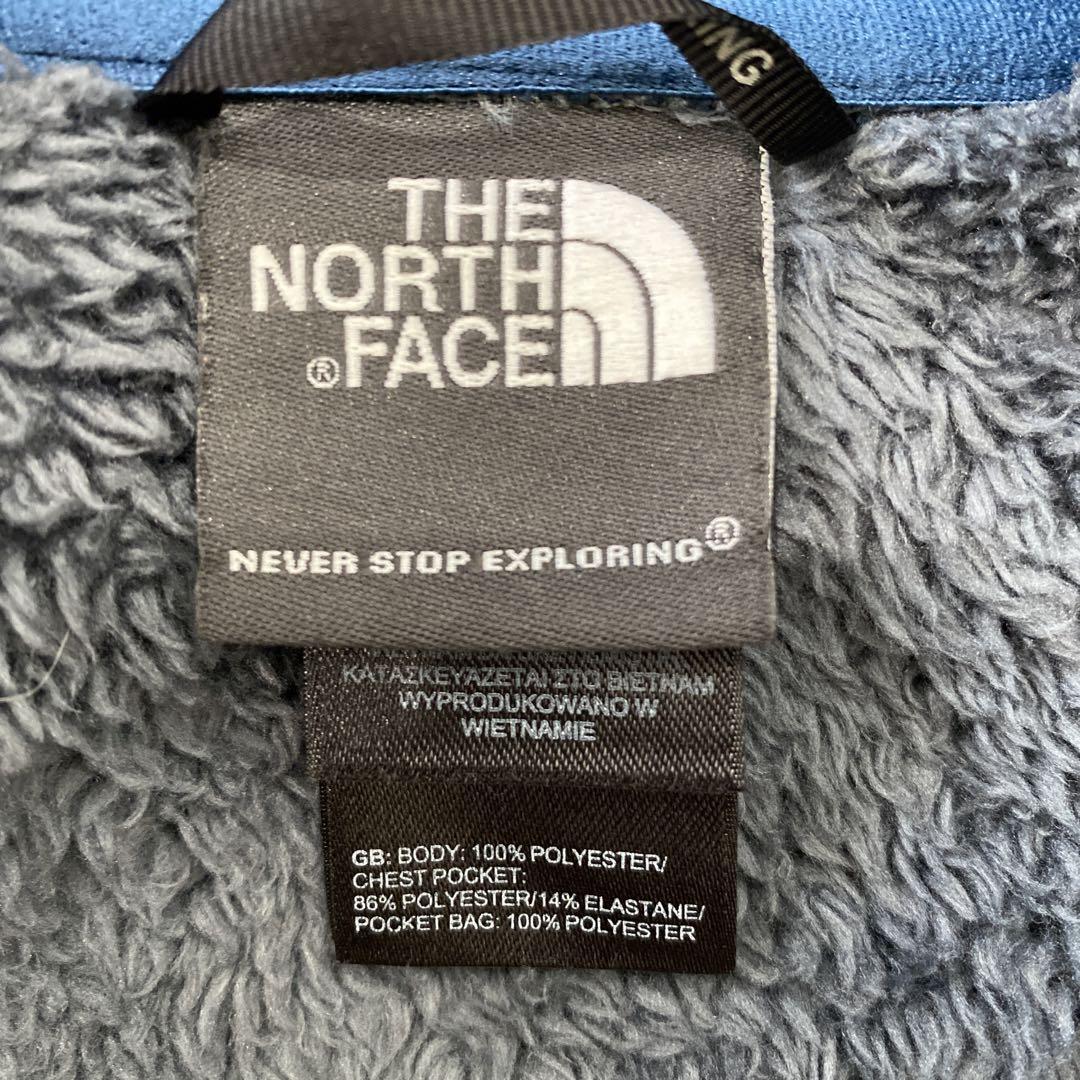 ING
THE
NORTH
®FACE
NEVER STOP EXPLORING®
ΚΑΤΑΣΚΕΥΑΖΕΤΑΙ ΣΤΟ ΒΙΕΤΝΑΜ
WYPRODUKOWANO W
WIETNAMIE
GB: BODY: 100% POLYESTER/
CHEST POCKET:
86% POLYESTER/14% ELASTANE/
POCKET BAG: 100% POLYESTER